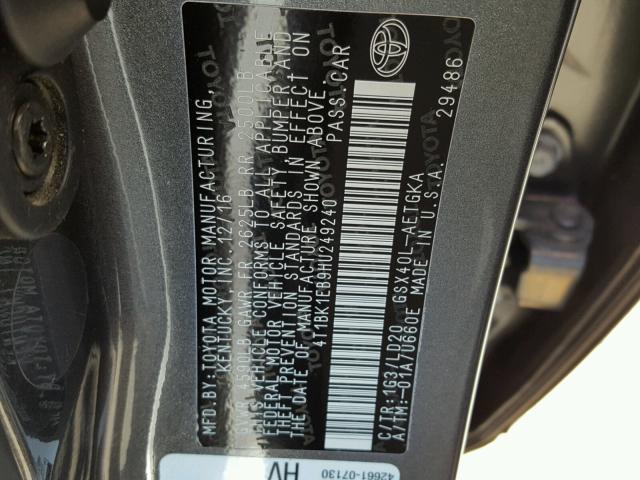 MFD.BY:TOYOTA MOTOR MANUFACTURING,
KENTUCKY, INC. 12/16
GVWR 4590LB GAWR FR 2625LB RR 2500LB
THIS VEHICLE CONFORMS TO ALL APPLICABLE
FEDERAL MOTOR VEHICLE SAFETY, BUMPER, AND
THEFT PREVENTION STANDARDS IN EFFECT ON
THE DATE OF MANUFACTURE SHOWN ABOVE.
4T1BK1EB9HU249240 PASS.CAR
C/TR:1G3/LD20 GSX40L-AETGKA
A/TM:-01A/U660E MADE IN U.S.A. 29486
TOYOTA
42661-07130
HV